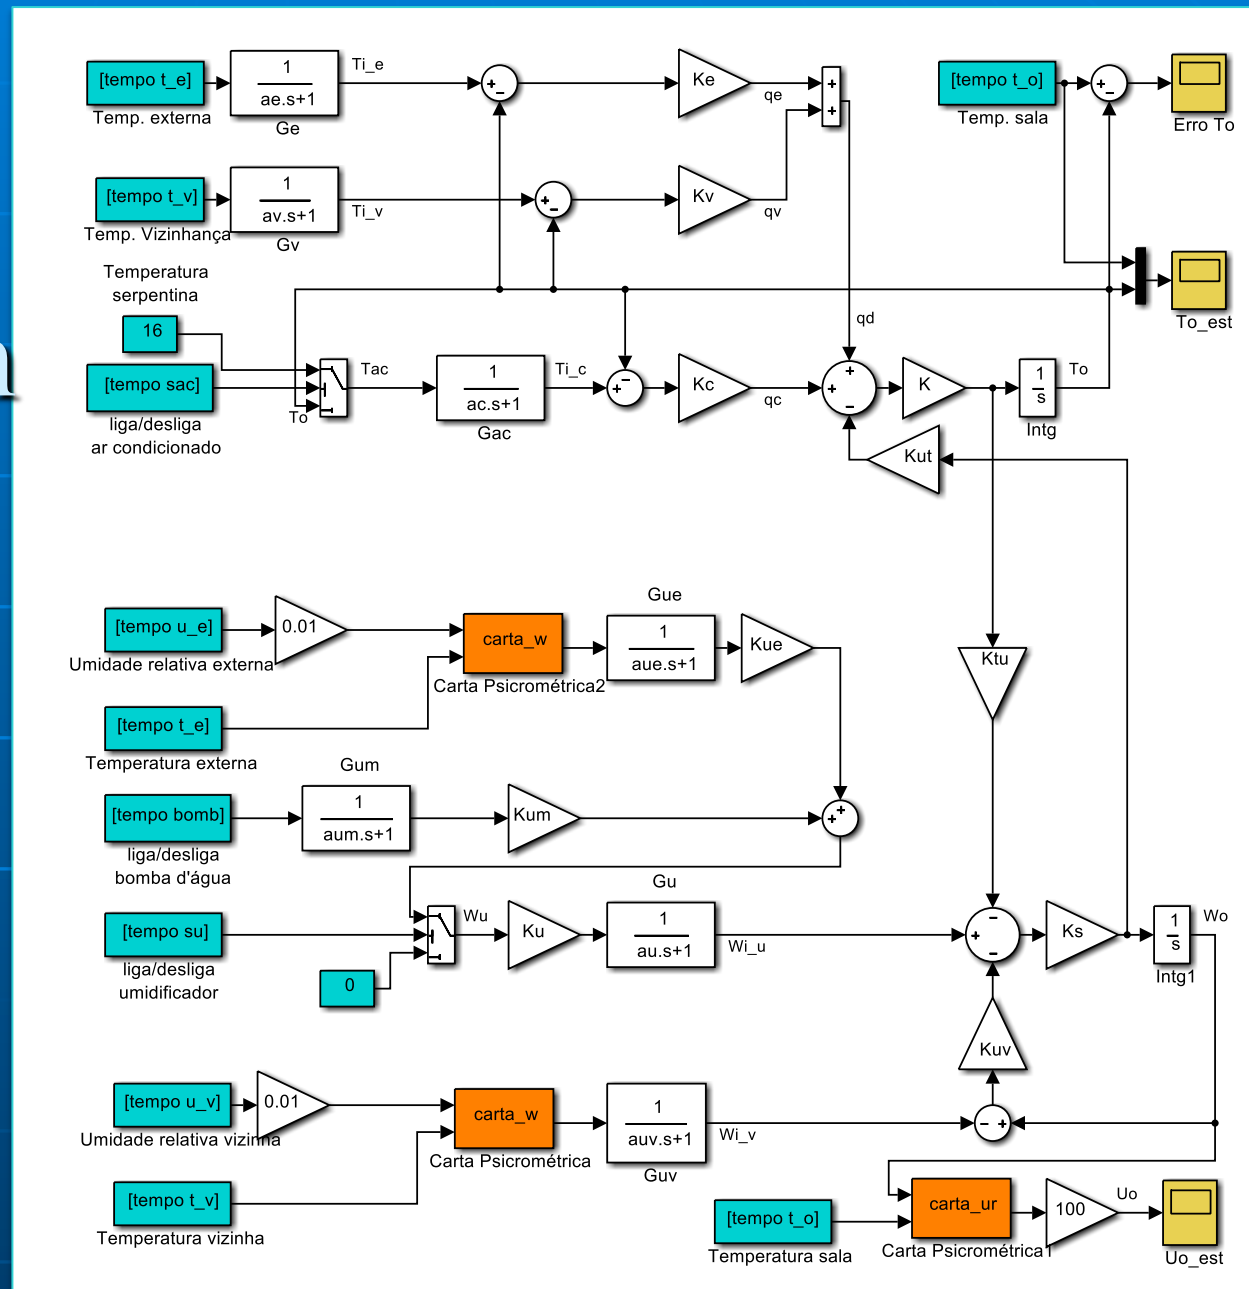 [tempo t_e]
Temp. externa
1
ae.s+1
Ge
Ti_e
+
-
Ke
qe
+
+
[tempo t_o]
Temp. sala
+
-
Erro To
[tempo t_v]
Temp. Vizinhança
1
av.s+1
Gv
Ti_v
+
-
Kv
qv
Temperatura
serpentina
16
[tempo sac]
liga/desliga
ar condicionado
To
Tac
1
ac.s+1
Gac
Ti_c
+
-
Kc
qc
qd
+
+
-
K
1
s
Intg
To
To_est
Kut
[tempo u_e]
Umidade relativa externa
0.01
carta_w
Carta Psicrométrica2
Gue
1
aue.s+1
Kue
Ktu
[tempo t_e]
Temperatura externa
Gum
[tempo bomb]
liga/desliga
bomba d'água
1
aum.s+1
Kum
+
+
[tempo su]
liga/desliga
umidificador
0
Wu
Ku
Gu
1
au.s+1
Wi_u
-
+
-
Ks
1
s
Intg1
Wo
Kuv
[tempo u_v]
Umidade relativa vizinha
0.01
carta_w
Carta Psicrométrica
1
auv.s+1
Guv
Wi_v
- +
[tempo t_v]
Temperatura vizinha
[tempo t_o]
Temperatura sala
carta_ur
Carta Psicrométrica1
100
Uo
Uo_est